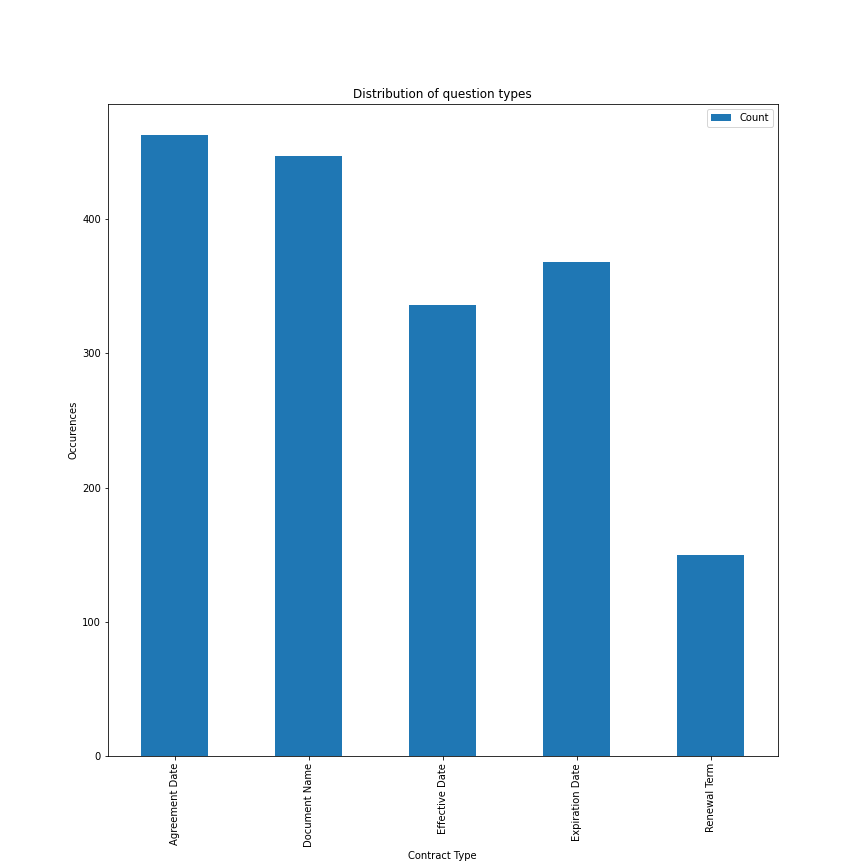 Distribution of question types
Count
400
300
200
100
0
Occurences
Agreement Date
Document Name
Effective Date
Expiration Date
Renewal Term
Contract Type